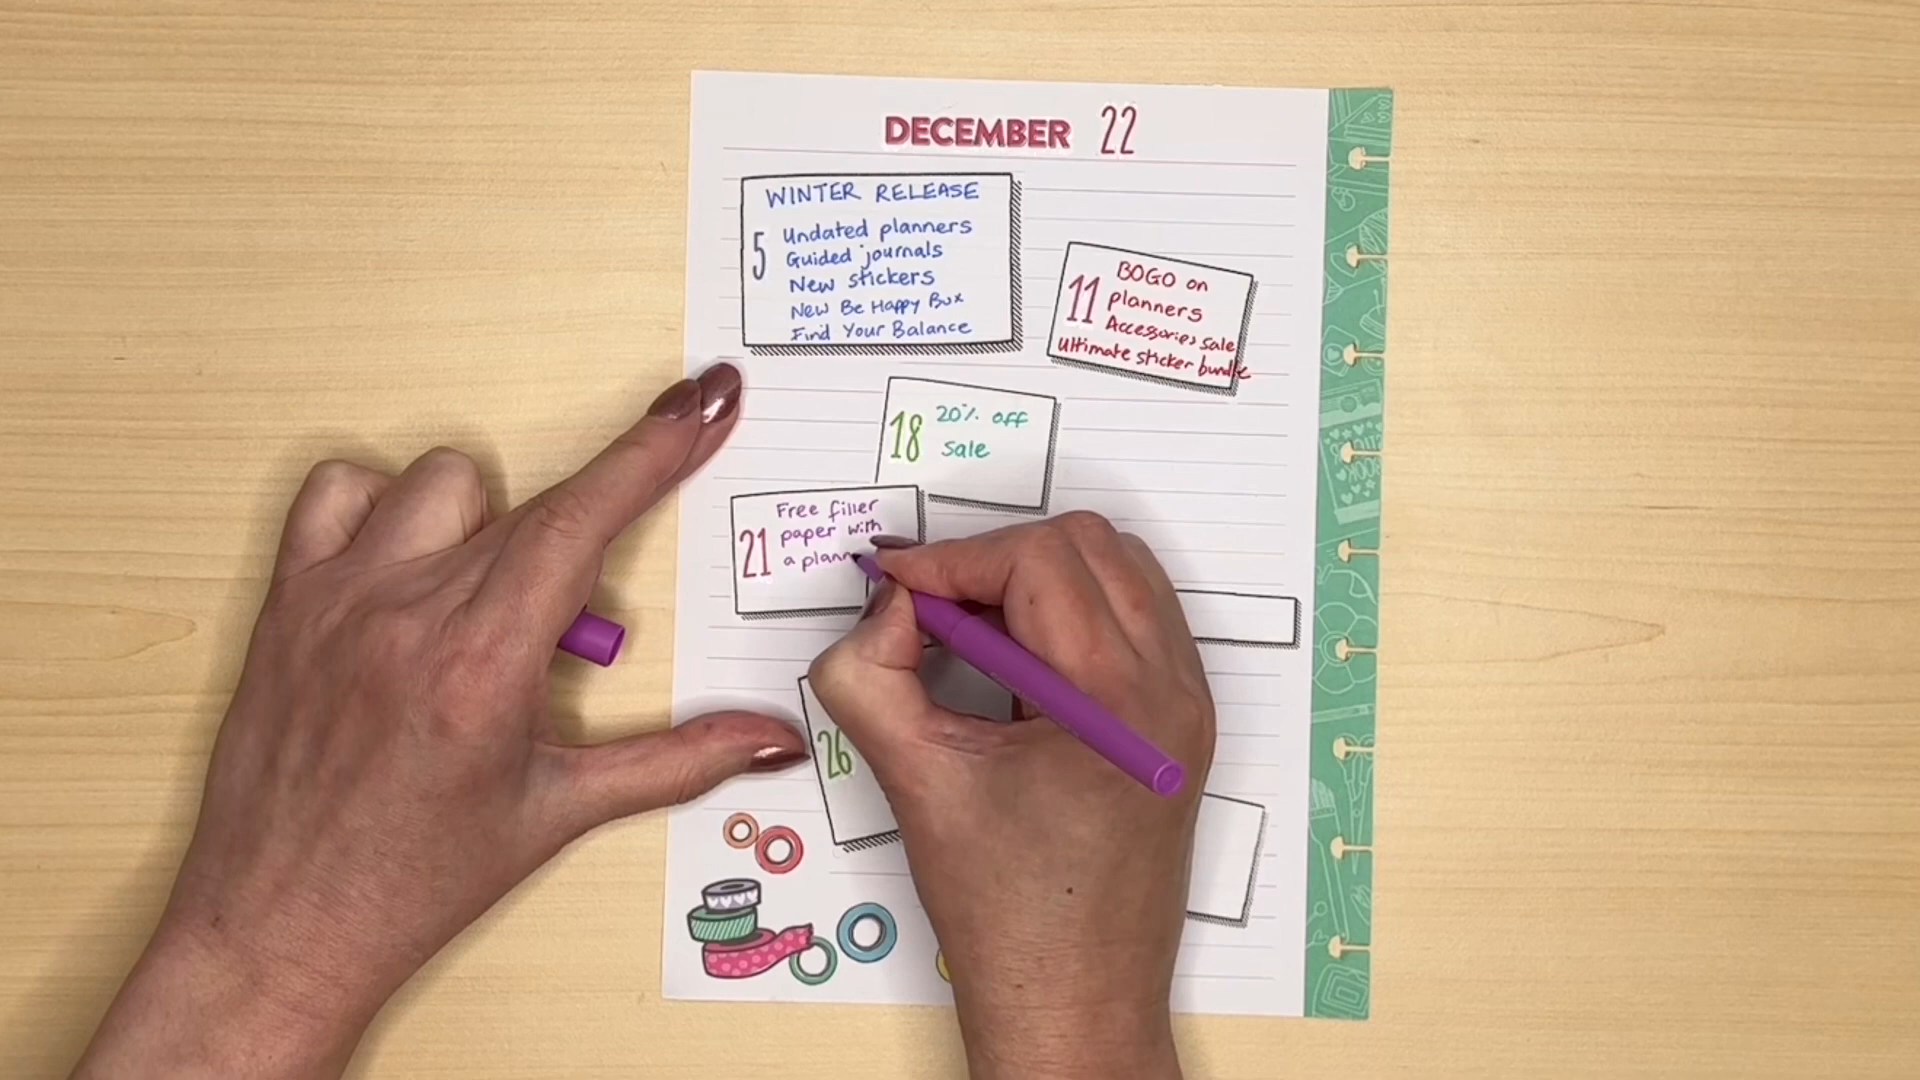 DECEMBER 22
WINTER RELEASE
5
Undated planners
Guided journals
New stickers
New Be Happy Box
Find Your Balance
11
BOGO on
planners
Accessories sale
Ultimate sticker bundle
18
20% off
Sale
21
Free filler
paper with
a plann
26